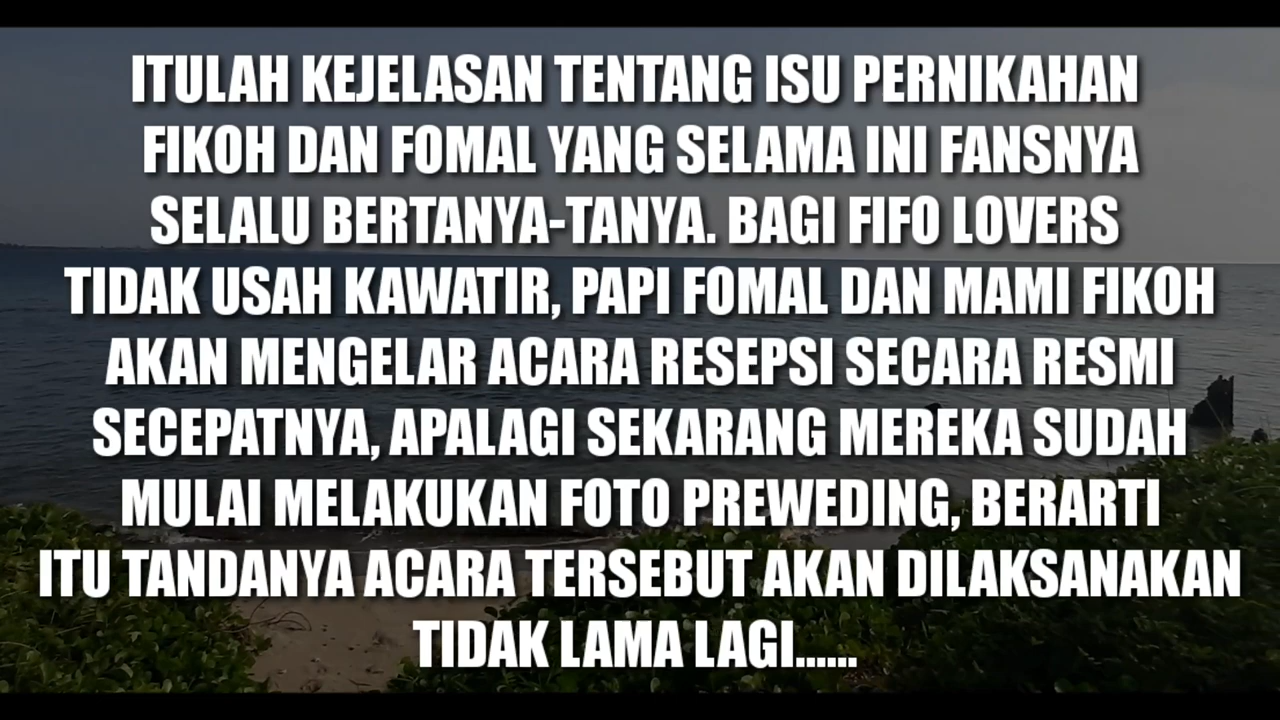 ITULAH KEJELASAN TENTANG ISU PERNIKAHAN
FIKOH DAN FOMAL YANG SELAMA INI FANSNYA
SELALU BERTANYA-TANYA. BAGI FIFO LOVERS
TIDAK USAH KAWATIR, PAPI FOMAL DAN MAMI FIKOH
AKAN MENGELAR ACARA RESEPSI SECARA RESMI
SECEPATNYA, APALAGI SEKARANG MEREKA SUDAH
MULAI MELAKUKAN FOTO PREWEDING, BERARTI
ITU TANDANYA ACARA TERSEBUT AKAN DILAKSANAKAN
TIDAK LAMA LAGI......